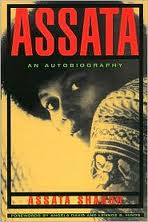 ASSATA
AN AUTOBIOGRAPHY
ASSATA SHAKUR
FOREWORDS BY ANGELA DAVIS AND LENNOX S. HINDS